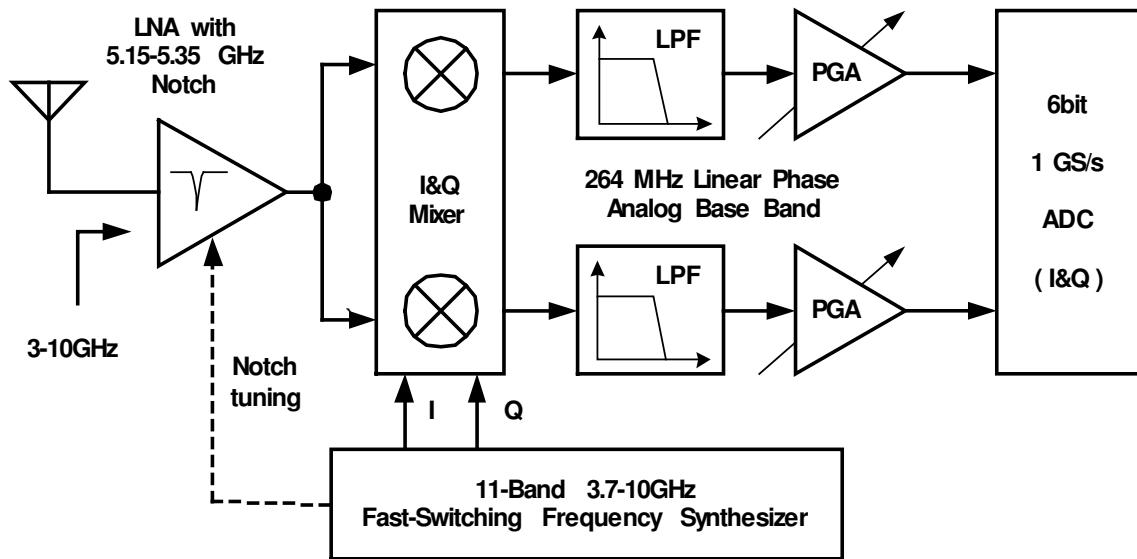 LNA with
5.15-5.35 GHz
Notch
3-10GHz
Notch
tuning
I&Q
Mixer
I
Q
LPF
PGA
264 MHz Linear Phase
Analog Base Band
LPF
PGA
6bit
1 GS/s
ADC
( I&Q )
11-Band 3.7-10GHz
Fast-Switching Frequency Synthesizer